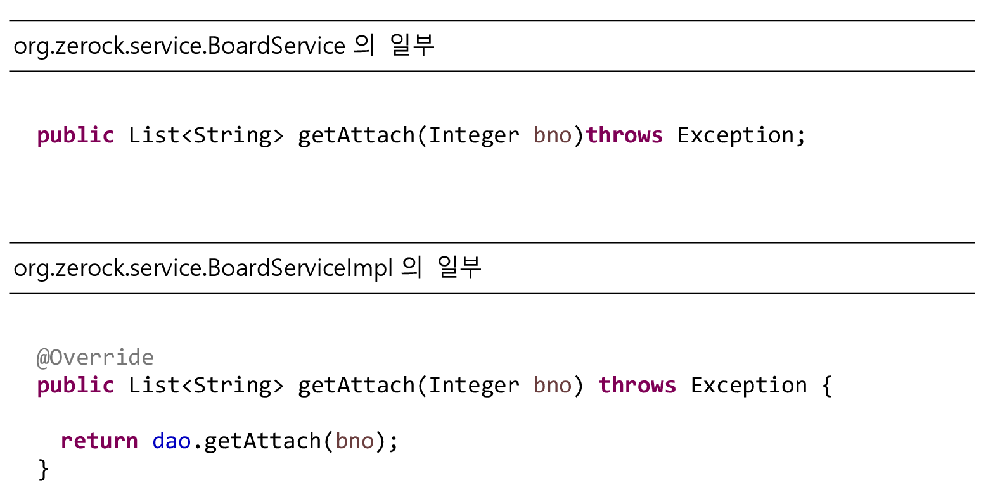 org.zerock.service.BoardService 의 일부
public List<String> getAttach(Integer bno)throws Exception;
org.zerock.service.BoardServiceImpl 의 일부
@Override
public List<String> getAttach(Integer bno) throws Exception {
return dao.getAttach(bno);
}